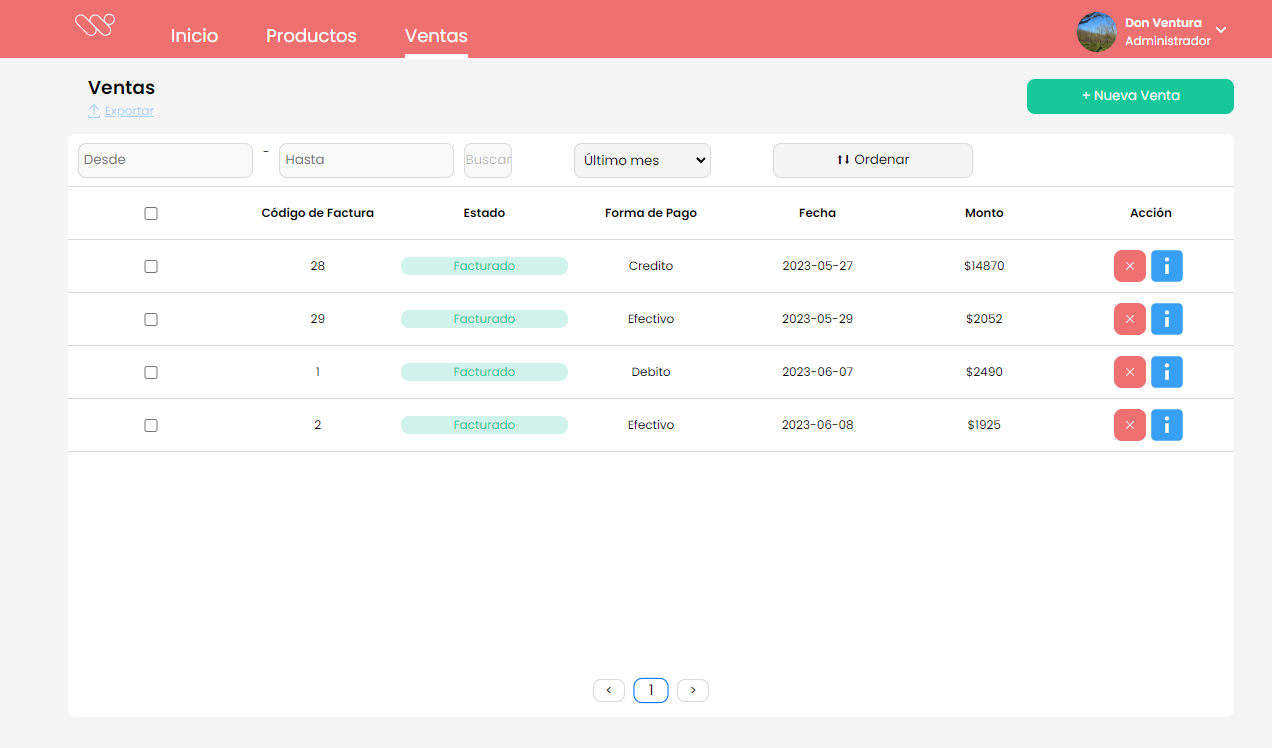 Inicio Productos Ventas
Don Ventura
Administrador
Ventas
Exportar
+ Nueva Venta
Desde - Hasta Buscar Último mes Ordenar
Código de Factura Estado Forma de Pago Fecha Monto Acción
28 Facturado Credito 2023-05-27 $14870
29 Facturado Efectivo 2023-05-29 $2052
1 Facturado Debito 2023-06-07 $2490
2 Facturado Efectivo 2023-06-08 $1925
< 1 >